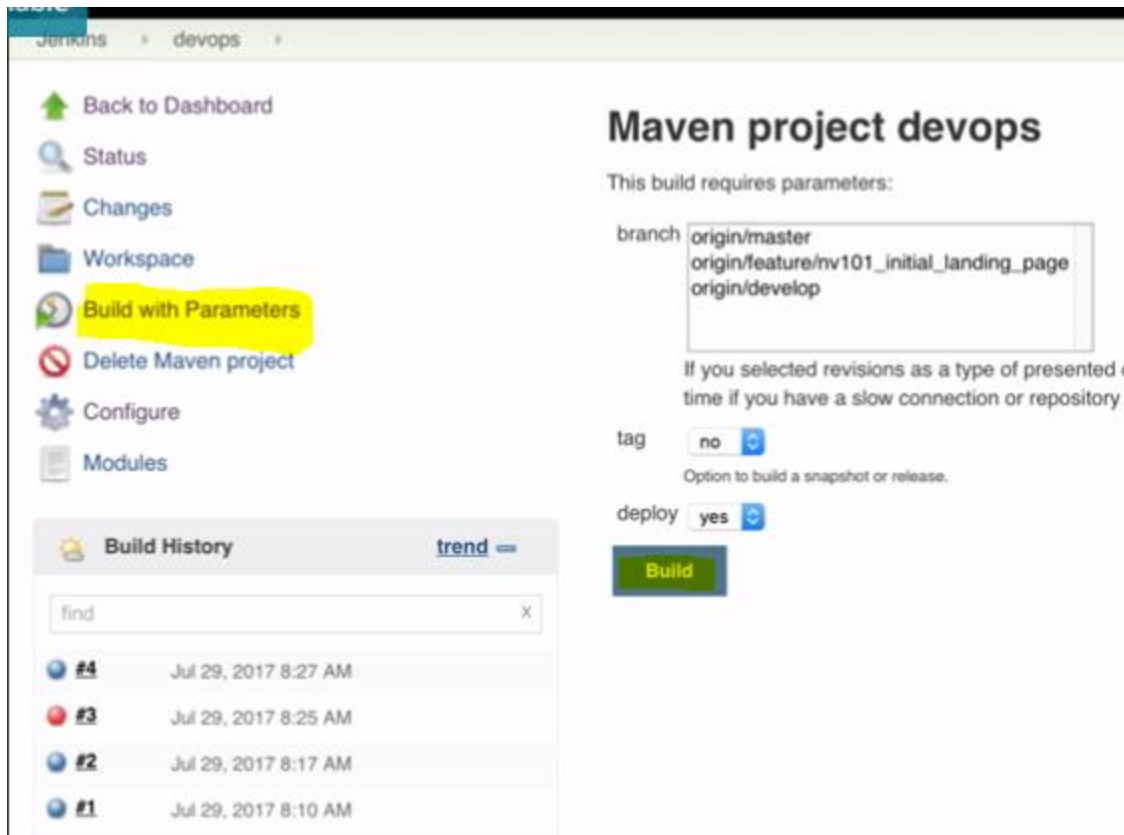 Jenkins devops
Back to Dashboard
Status
Changes
Workspace
Build with Parameters
Delete Maven project
Configure
Modules
Build History trend
find x
#4 Jul 29, 2017 8:27 AM
#3 Jul 29, 2017 8:25 AM
#2 Jul 29, 2017 8:17 AM
#1 Jul 29, 2017 8:10 AM
Maven project devops
This build requires parameters:
branch origin/master
origin/feature/nv101_initial_landing_page
origin/develop
If you selected revisions as a type of presented
time if you have a slow connection or repository
tag no
Option to build a snapshot or release.
deploy yes
Build